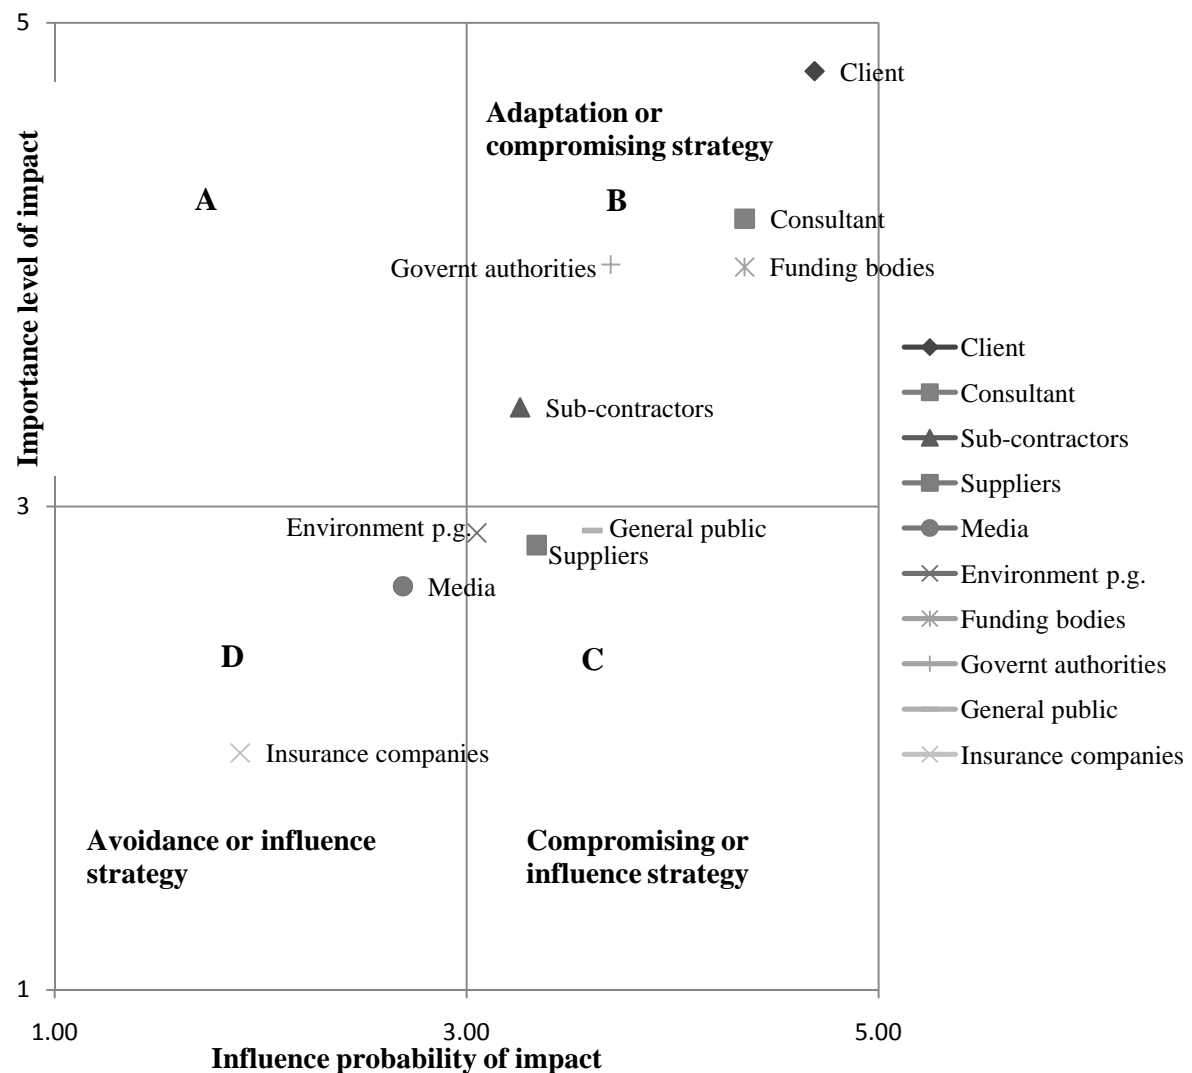 5
Client
Adaptation or
compromising strategy
Importance level of impact
A
B
Consultant
Governt authorities
Funding bodies
Sub-contractors
3
Environment p.g.
General public
Suppliers
Media
D
C
Insurance companies
Avoidance or influence
strategy
Compromising or
influence strategy
1
1.00
3.00
5.00
Influence probability of impact
Client
Consultant
Sub-contractors
Suppliers
Media
Environment p.g.
Funding bodies
Governt authorities
General public
Insurance companies